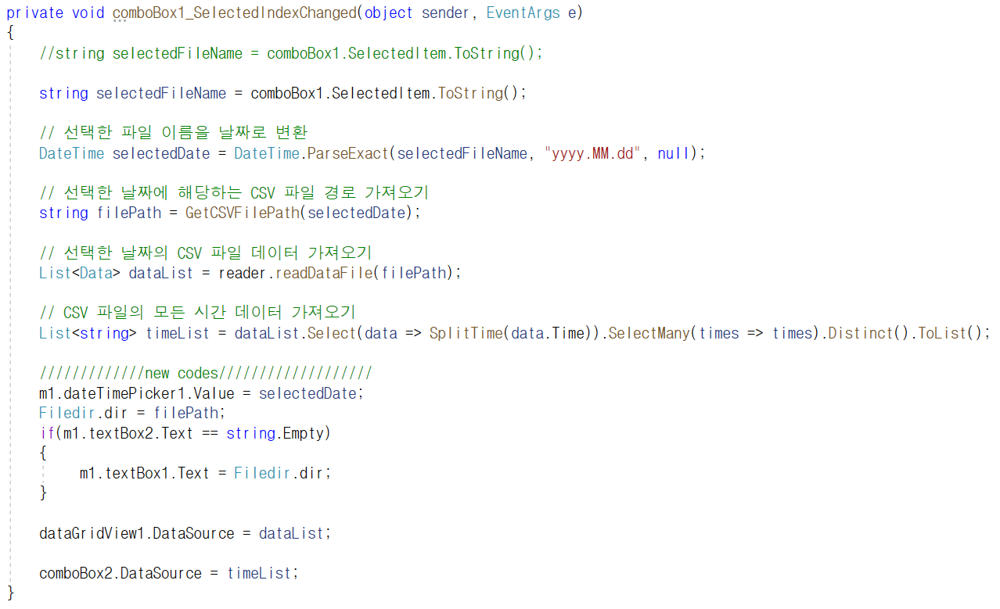 private void comboBox1_SelectedIndexChanged(object sender, EventArgs e)
{
    //string selectedFileName = comboBox1.SelectedItem.ToString();

    string selectedFileName = comboBox1.SelectedItem.ToString();

    // 선택한 파일 이름을 날짜로 변환
    DateTime selectedDate = DateTime.ParseExact(selectedFileName, "yyyy.MM.dd", null);

    // 선택한 날짜에 해당하는 CSV 파일 경로 가져오기
    string filePath = GetCSVFilePath(selectedDate);

    // 선택한 날짜의 CSV 파일 데이터 가져오기
    List<Data> dataList = reader.readDataFile(filePath);

    // CSV 파일의 모든 시간 데이터 가져오기
    List<string> timeList = dataList.Select(data => SplitTime(data.Time)).SelectMany(times => times).Distinct().ToList();

    /////////////new codes///////////////////
    m1.dateTimePicker1.Value = selectedDate;
    Filedir.dir = filePath;
    if(m1.textBox2.Text == string.Empty)
    {
        m1.textBox1.Text = Filedir.dir;
    }

    dataGridView1.DataSource = dataList;

    comboBox2.DataSource = timeList;
}